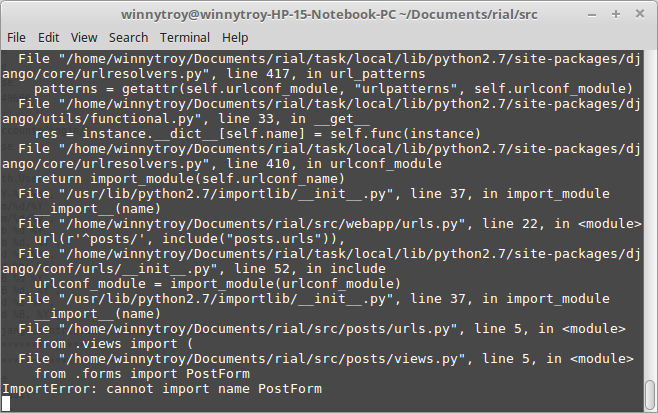 winnytroy@winnytroy-HP-15-Notebook-PC ~/Documents/rial/src
File Edit View Search Terminal Help
File "/home/winnytroy/Documents/rial/task/local/lib/python2.7/site-packages/dj
ango/core/urlresolvers.py", line 417, in url_patterns
patterns = getattr(self.urlconf_module, "urlpatterns", self.urlconf_module)
File "/home/winnytroy/Documents/rial/task/local/lib/python2.7/site-packages/dj
ango/utils/functional.py", line 33, in __get__
res = instance.__dict__[self.name] = self.func(instance)
File "/home/winnytroy/Documents/rial/task/local/lib/python2.7/site-packages/dj
ango/core/urlresolvers.py", line 410, in urlconf_module
return import_module(self.urlconf_name)
File "/usr/lib/python2.7/importlib/__init__.py", line 37, in import_module
__import__(name)
File "/home/winnytroy/Documents/rial/src/webapp/urls.py", line 22, in <module>
url(r'^posts/', include("posts.urls")),
File "/home/winnytroy/Documents/rial/task/local/lib/python2.7/site-packages/dj
ango/conf/urls/__init__.py", line 52, in include
urlconf_module = import_module(urlconf_module)
File "/usr/lib/python2.7/importlib/__init__.py", line 37, in import_module
__import__(name)
File "/home/winnytroy/Documents/rial/src/posts/urls.py", line 5, in <module>
from .views import (
File "/home/winnytroy/Documents/rial/src/posts/views.py", line 5, in <module>
from .forms import PostForm
ImportError: cannot import name PostForm